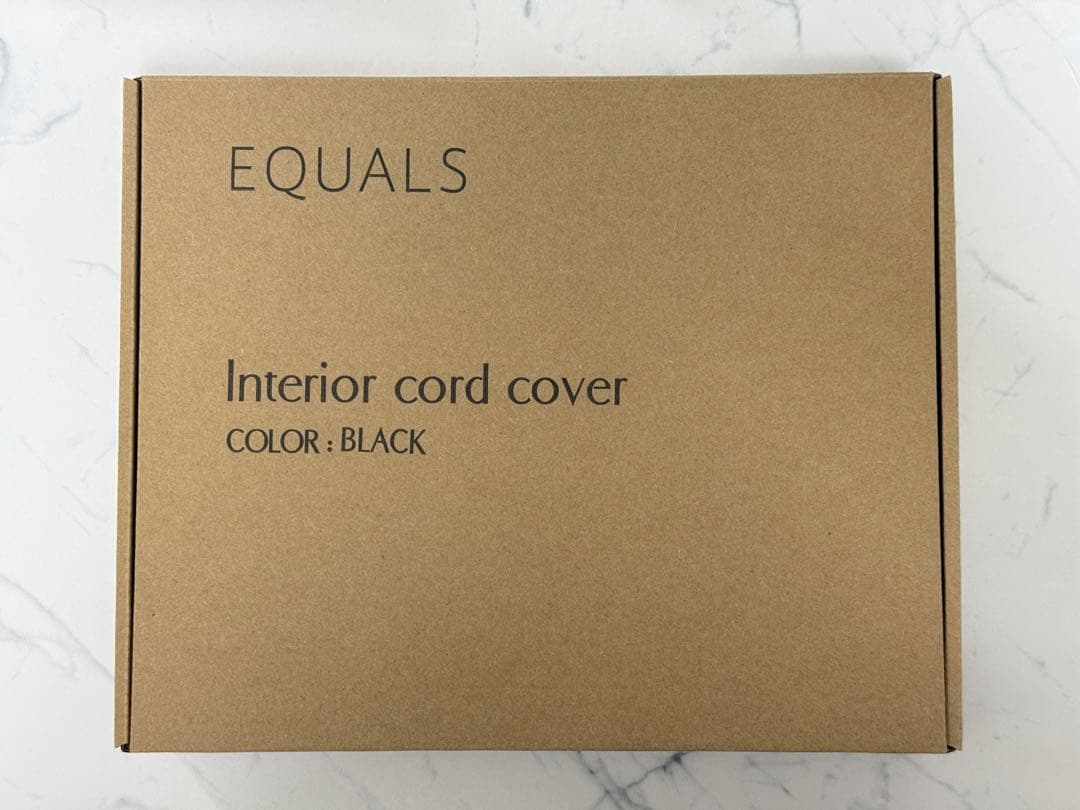 EQUALS
Interior cord cover
COLOR : BLACK